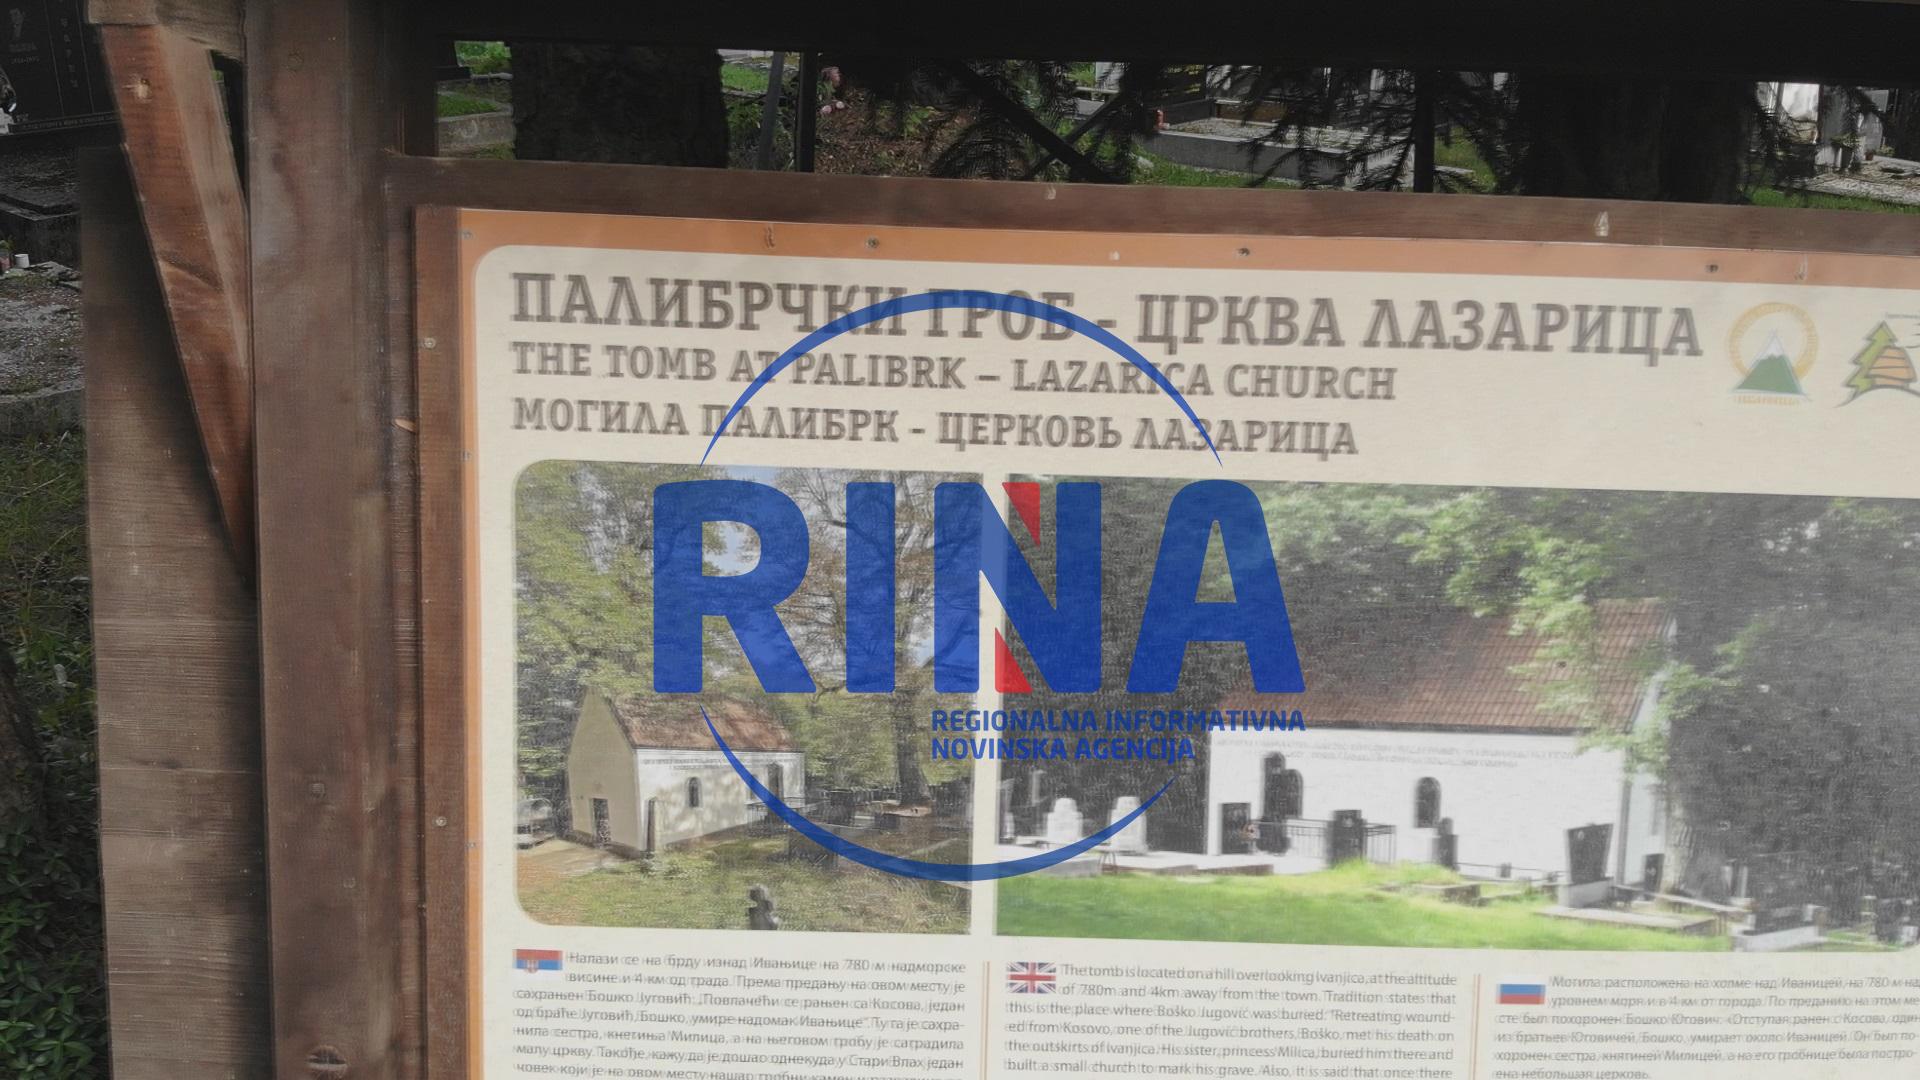 ПАЛИБРЧКИ ГРОБ - ЦРКВА ЛАЗАРИЦА
THE TOMB AT PALIBRK – LAZARICA CHURCH
МОГИЛА ПАЛИБРК - ЦЕРКОВЬ ЛАЗАРИЦА
RINA
REGIONALNA INFORMATIVNA
NOVINSKA AGENCIJA
Налази се на брду изнад Ивањице на 780 м надморске
висине и 4 км од града. Према предању на овом месту је
сахрањен Бошко Југовић: „Повлачећи се рањен са Косова, један
од браће Југовић, Бошко, умире надомак Ивањице“. Ту га је сахра-
нила сестра, кнегиња Милица, а на његовом гробу је саградила
малу цркву. Такође, кажу да је дошао однекуда у Стари Влах један
човек који је на овом месту нашао гробни камен и
The tomb is located on a hill overlooking Ivanjica, at the altitude
of 780m and 4km away from the town. Tradition states that
this is the place where Boško Jugović was buried: "Retreating wound-
ed from Kosovo, one of the Jugović brothers, Boško, met his death on
the outskirts of Ivanjica. His sister, princess Milica, buried him there and
built a small church to mark his grave. Also, it is said that once there
Могила расположена на холме над Иваницей, на 780 м над
уровнем моря и в 4 км от города. По преданию на этом ме-
сте был похоронен Бошко Югович: «Отступая ранен с Косова, один
из братьев Юговичей, Бошко, умирает около Иваницей. Он был по-
хоронен сестра, княгиней Милицей, а на его гробнице была постро-
ена небольшая церковь.